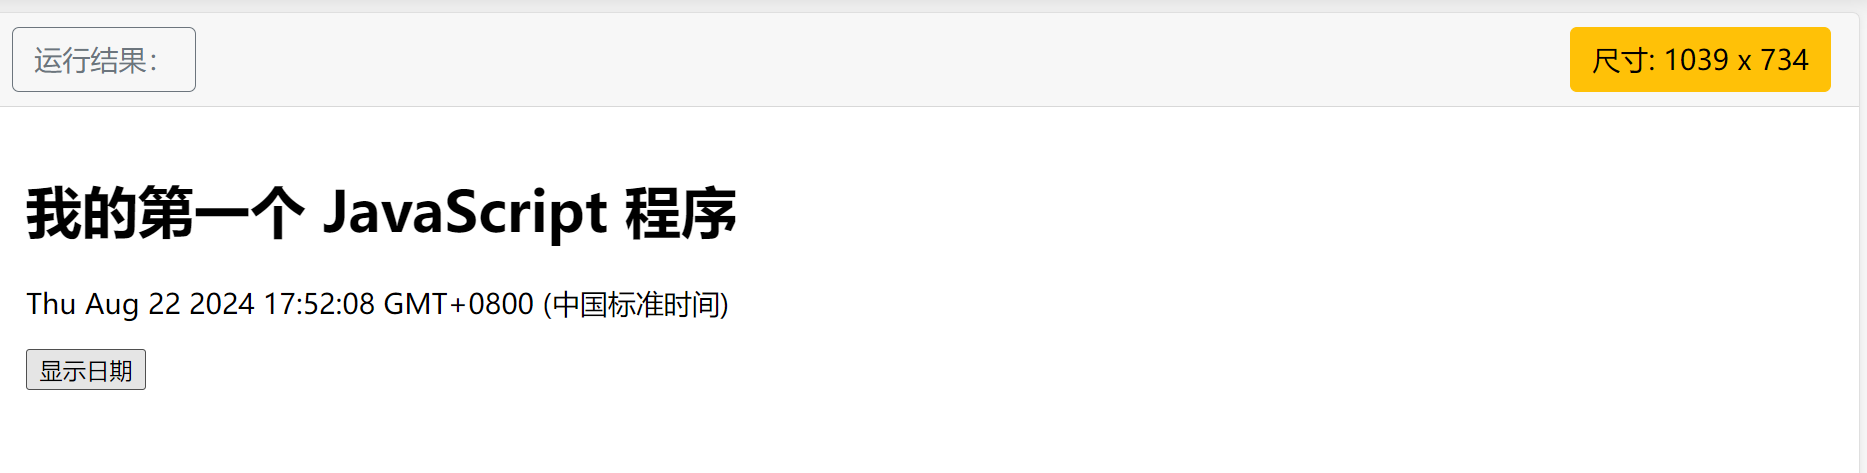 运行结果：
尺寸: 1039 x 734
我的第一个 JavaScript 程序
Thu Aug 22 2024 17:52:08 GMT+0800 (中国标准时间)
显示日期